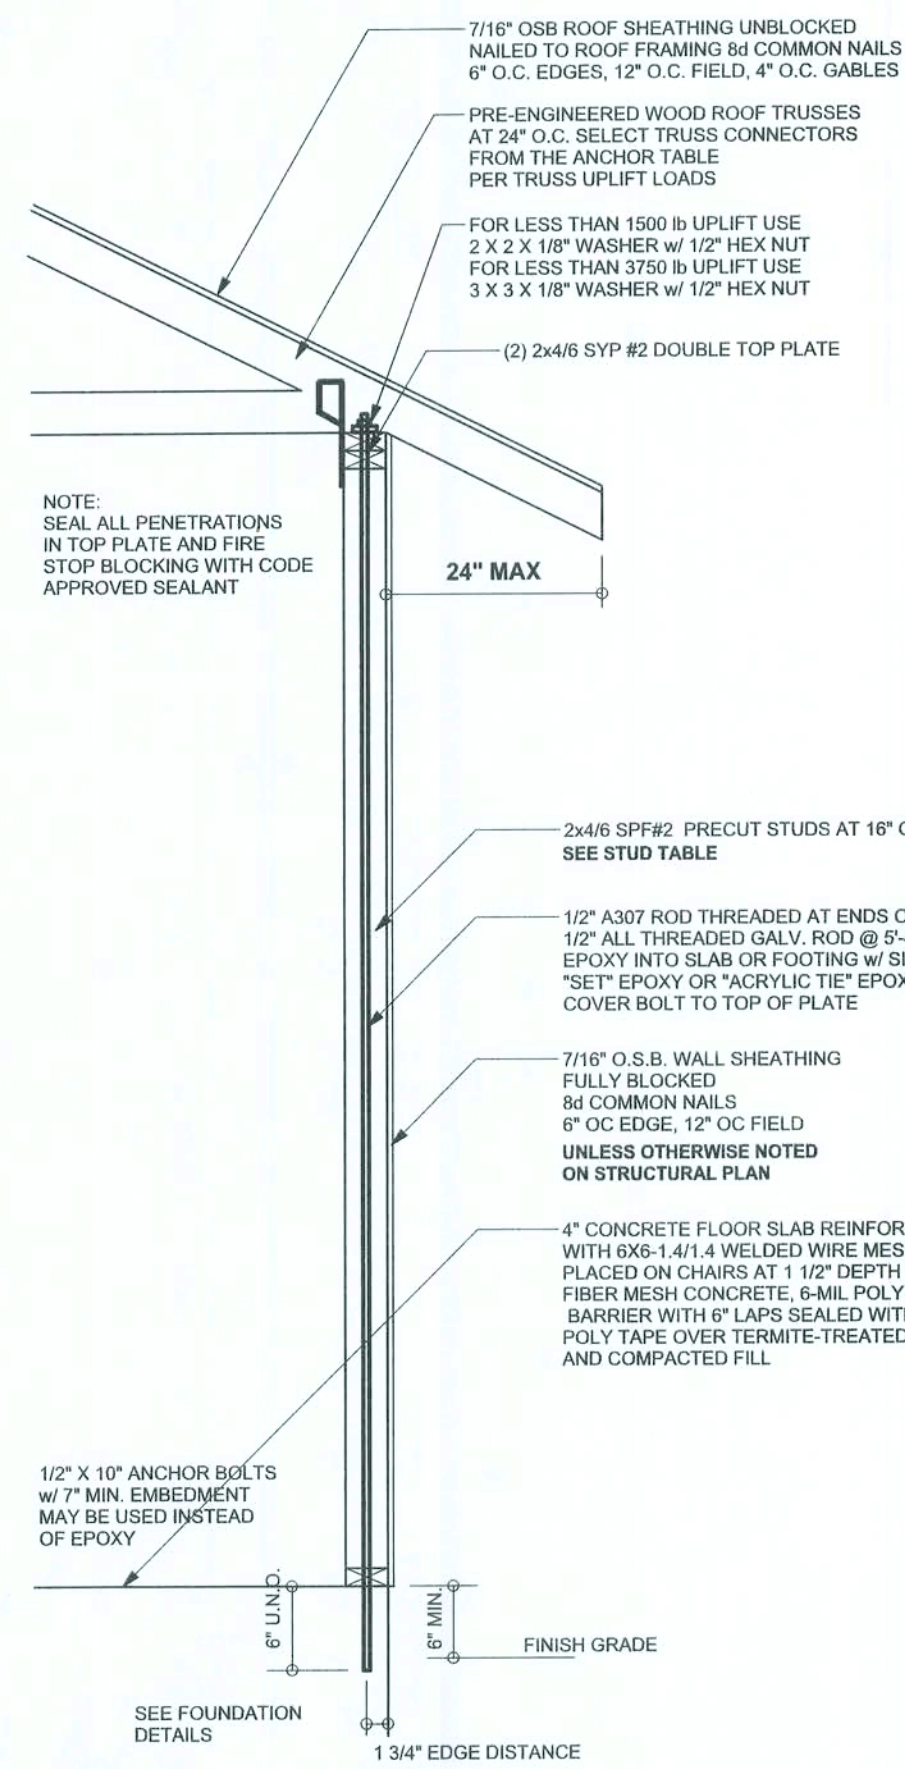 7/16" OSB ROOF SHEATHING UNBLOCKED
NAILED TO ROOF FRAMING 8d COMMON NAILS
6" O.C. EDGES, 12" O.C. FIELD, 4" O.C. GABLES
PRE-ENGINEERED WOOD ROOF TRUSSES
AT 24" O.C. SELECT TRUSS CONNECTORS
FROM THE ANCHOR TABLE
PER TRUSS UPLIFT LOADS
FOR LESS THAN 1500 lb UPLIFT USE
2 X 2 X 1/8" WASHER w/ 1/2" HEX NUT
FOR LESS THAN 3750 lb UPLIFT USE
3 X 3 X 1/8" WASHER w/ 1/2" HEX NUT
(2) 2x4/6 SYP #2 DOUBLE TOP PLATE
NOTE:
SEAL ALL PENETRATIONS
IN TOP PLATE AND FIRE
STOP BLOCKING WITH CODE
APPROVED SEALANT
24" MAX
2x4/6 SPF#2 PRECUT STUDS AT 16"
SEE STUD TABLE
1/2" A307 ROD THREADED AT ENDS
1/2" ALL THREADED GALV. ROD @ 5'-
EPOXY INTO SLAB OR FOOTING w/
"SET" EPOXY OR "ACRYLIC TIE"
COVER BOLT TO TOP OF PLATE
7/16" O.S.B. WALL SHEATHING
FULLY BLOCKED
8d COMMON NAILS
6" OC EDGE, 12" OC FIELD
UNLESS OTHERWISE NOTED
ON STRUCTURAL PLAN
4" CONCRETE FLOOR SLAB
WITH 6X6-1.4/1.4 WELDED WIRE
PLACED ON CHAIRS AT 1 1/2" DEPTH
FIBER MESH CONCRETE, 6-MIL POLY
BARRIER WITH 6" LAPS SEALED
POLY TAPE OVER TERMITE-TREATED
AND COMPACTED FILL
1/2" X 10" ANCHOR BOLTS
w/ 7" MIN. EMBEDMENT
MAY BE USED INSTEAD
OF EPOXY
6" U.N.O.
6" MIN.
FINISH GRADE
SEE FOUNDATION
DETAILS
1 3/4" EDGE DISTANCE